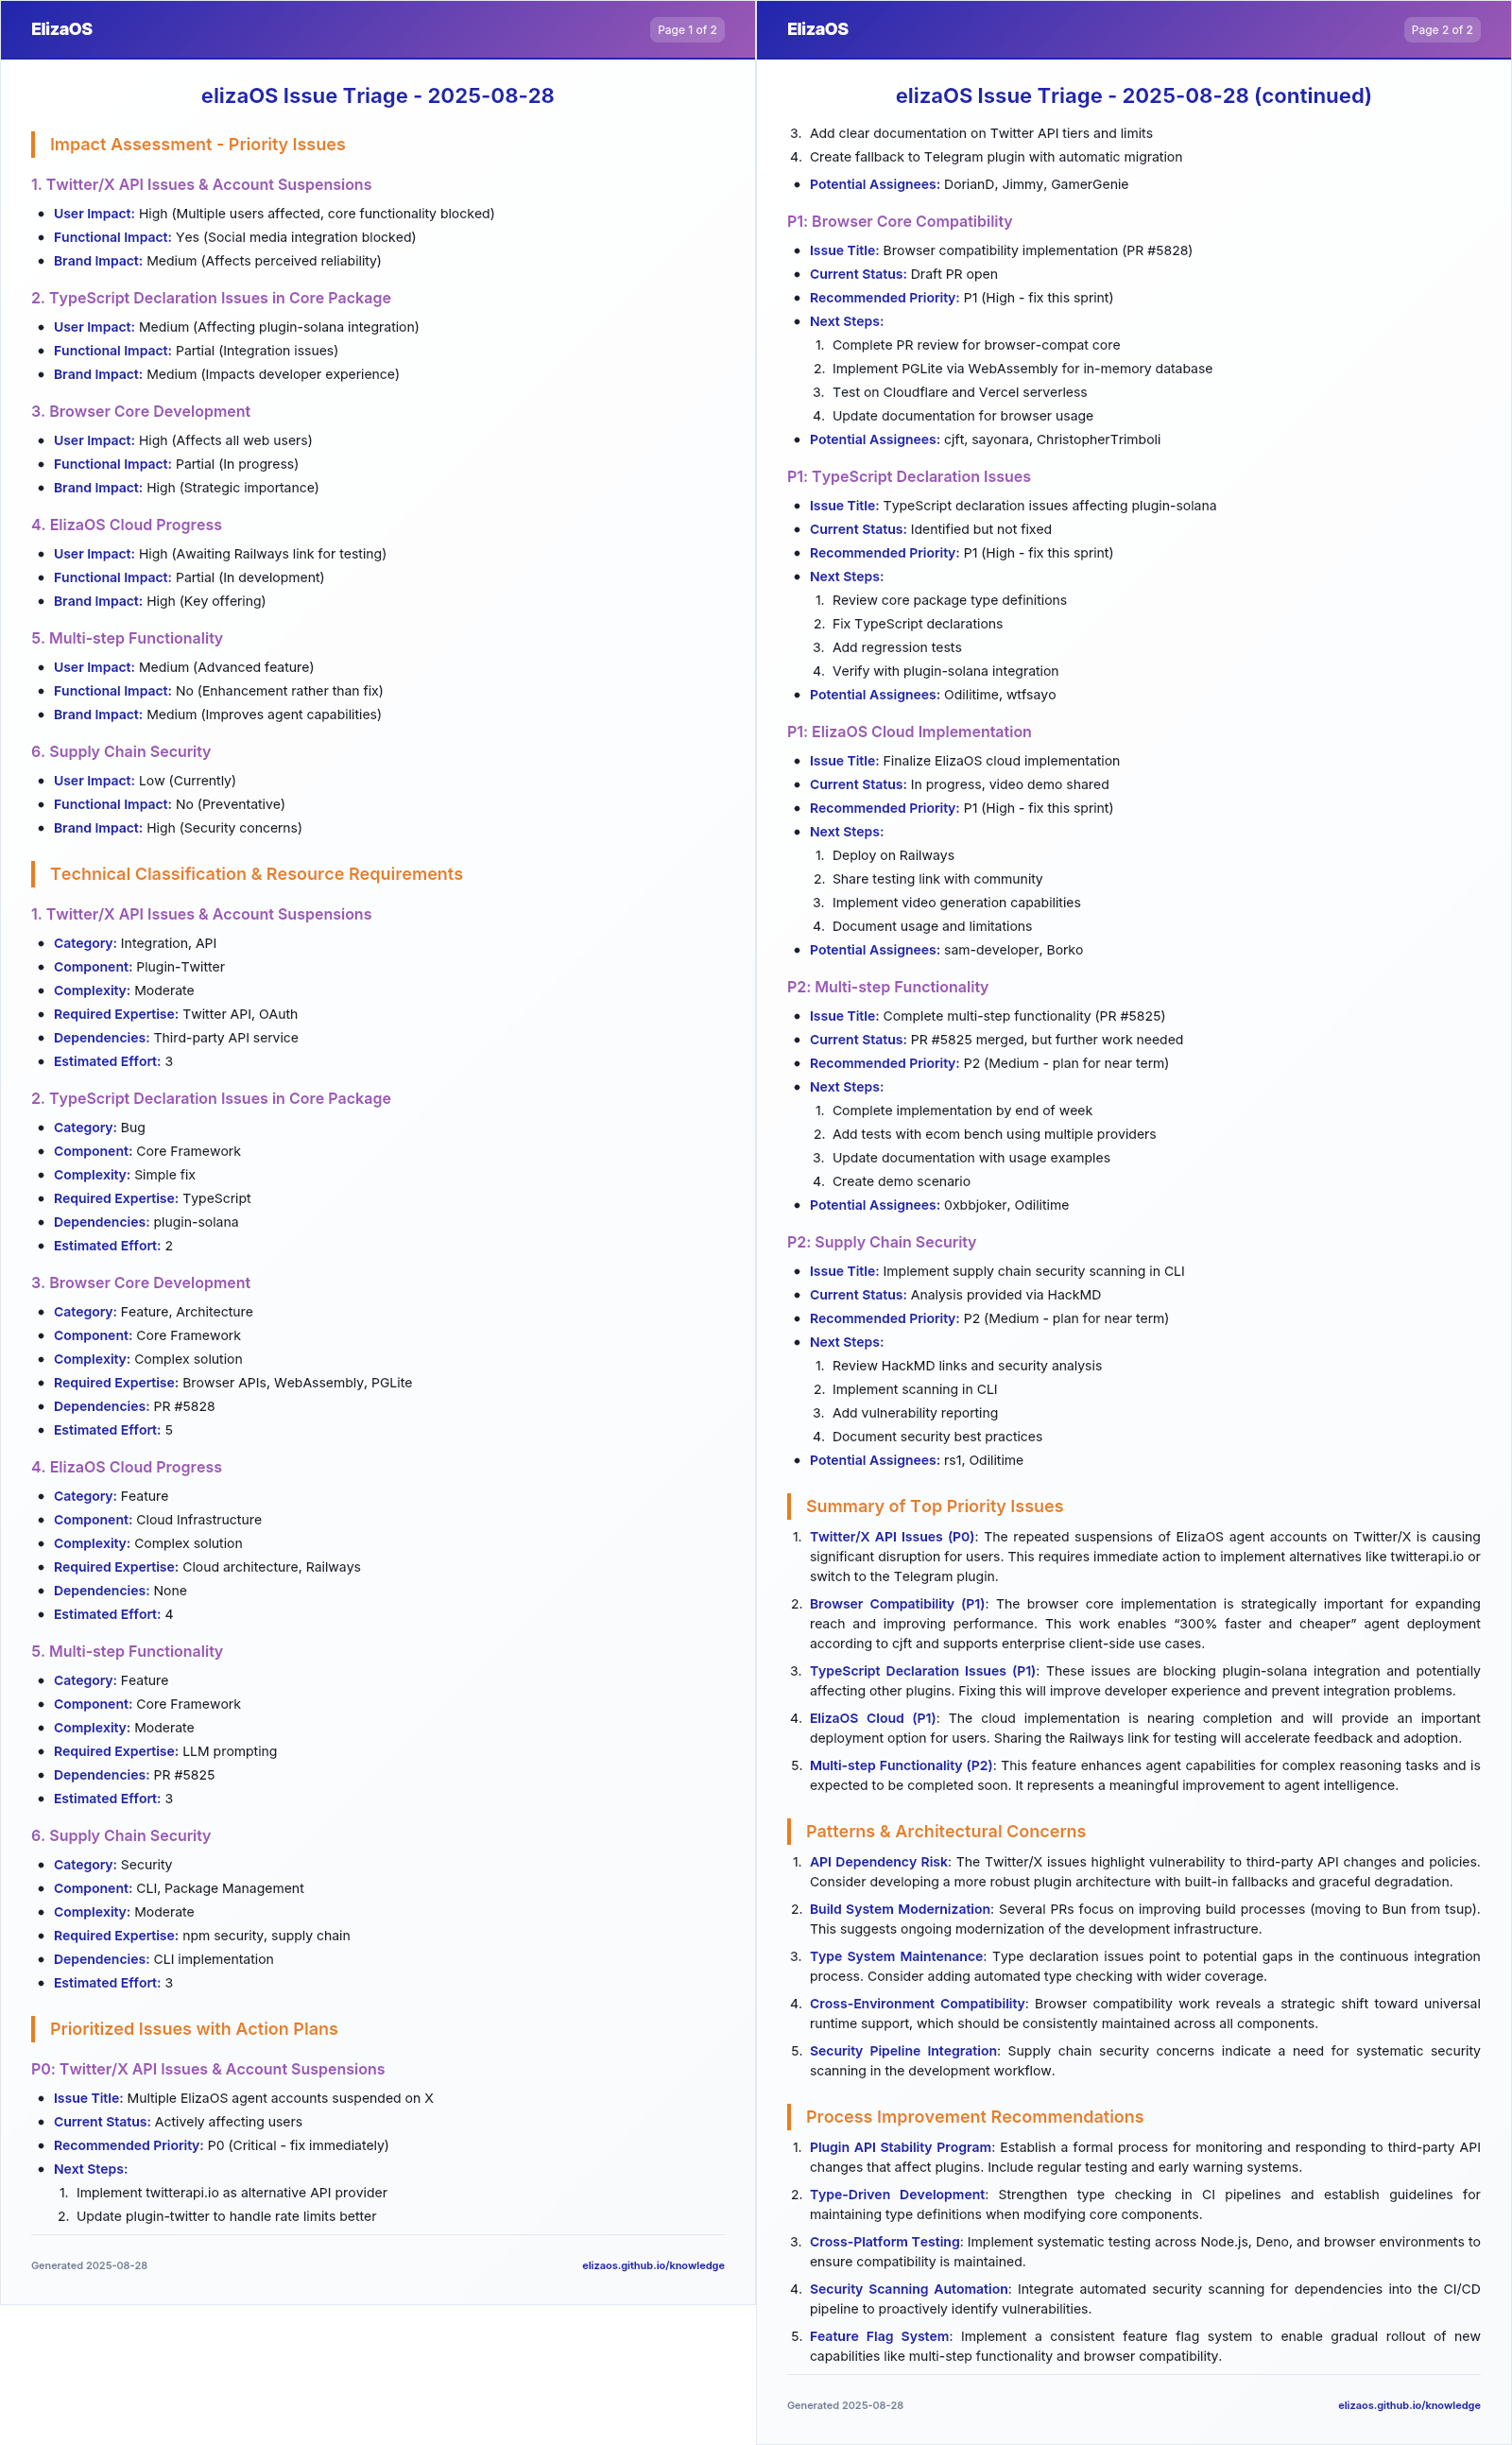 ElizaOS
Page 1 of 2
elizaOS Issue Triage - 2025-08-28
Impact Assessment - Priority Issues
1. Twitter/X API Issues & Account Suspensions
• User Impact: High (Multiple users affected, core functionality blocked)
• Functional Impact: Yes (Social media integration blocked)
• Brand Impact: Medium (Affects perceived reliability)
2. TypeScript Declaration Issues in Core Package
• User Impact: Medium (Affecting plugin-solana integration)
• Functional Impact: Partial (Integration issues)
• Brand Impact: Medium (Impacts developer experience)
3. Browser Core Development
• User Impact: High (Affects all web users)
• Functional Impact: Partial (In progress)
• Brand Impact: High (Strategic importance)
4. ElizaOS Cloud Progress
• User Impact: High (Awaiting Railways link for testing)
• Functional Impact: Partial (In development)
• Brand Impact: High (Key offering)
5. Multi-step Functionality
• User Impact: Medium (Advanced feature)
• Functional Impact: No (Enhancement rather than fix)
• Brand Impact: Medium (Improves agent capabilities)
6. Supply Chain Security
• User Impact: Low (Currently)
• Functional Impact: No (Preventative)
• Brand Impact: High (Security concerns)
Technical Classification & Resource Requirements
1. Twitter/X API Issues & Account Suspensions
• Category: Integration, API
• Component: Plugin-Twitter
• Complexity: Moderate
• Required Expertise: Twitter API, OAuth
• Dependencies: Third-party API service
• Estimated Effort: 3
2. TypeScript Declaration Issues in Core Package
• Category: Bug
• Component: Core Framework
• Complexity: Simple fix
• Required Expertise: TypeScript
• Dependencies: plugin-solana
• Estimated Effort: 2
3. Browser Core Development
• Category: Feature, Architecture
• Component: Core Framework
• Complexity: Complex solution
• Required Expertise: Browser APIs, WebAssembly, PGLite
• Dependencies: PR #5828
• Estimated Effort: 5
4. ElizaOS Cloud Progress
• Category: Feature
• Component: Cloud Infrastructure
• Complexity: Complex solution
• Required Expertise: Cloud architecture, Railways
• Dependencies: None
• Estimated Effort: 4
5. Multi-step Functionality
• Category: Feature
• Component: Core Framework
• Complexity: Moderate
• Required Expertise: LLM prompting
• Dependencies: PR #5825
• Estimated Effort: 3
6. Supply Chain Security
• Category: Security
• Component: CLI, Package Management
• Complexity: Moderate
• Required Expertise: npm security, supply chain
• Dependencies: CLI implementation
• Estimated Effort: 3
Prioritized Issues with Action Plans
P0: Twitter/X API Issues & Account Suspensions
• Issue Title: Multiple ElizaOS agent accounts suspended on X
• Current Status: Actively affecting users
• Recommended Priority: P0 (Critical - fix immediately)
• Next Steps:
1. Implement twitterapi.io as alternative API provider
2. Update plugin-twitter to handle rate limits better
Generated 2025-08-28
elizaos.github.io/knowledge
ElizaOS
Page 2 of 2
elizaOS Issue Triage - 2025-08-28 (continued)
3. Add clear documentation on Twitter API tiers and limits
4. Create fallback to Telegram plugin with automatic migration
• Potential Assignees: DorianD, Jimmy, GamerGenie
P1: Browser Core Compatibility
• Issue Title: Browser compatibility implementation (PR #5828)
• Current Status: Draft PR open
• Recommended Priority: P1 (High - fix this sprint)
• Next Steps:
1. Complete PR review for browser-compat core
2. Implement PGLite via WebAssembly for in-memory database
3. Test on Cloudflare and Vercel serverless
4. Update documentation for browser usage
• Potential Assignees: cjft, sayonara, ChristopherTrimboli
P1: TypeScript Declaration Issues
• Issue Title: TypeScript declaration issues affecting plugin-solana
• Current Status: Identified but not fixed
• Recommended Priority: P1 (High - fix this sprint)
• Next Steps:
1. Review core package type definitions
2. Fix TypeScript declarations
3. Add regression tests
4. Verify with plugin-solana integration
• Potential Assignees: Odilitime, wtfsayo
P1: ElizaOS Cloud Implementation
• Issue Title: Finalize ElizaOS cloud implementation
• Current Status: In progress, video demo shared
• Recommended Priority: P1 (High - fix this sprint)
• Next Steps:
1. Deploy on Railways
2. Share testing link with community
3. Implement video generation capabilities
4. Document usage and limitations
• Potential Assignees: sam-developer, Borko
P2: Multi-step Functionality
• Issue Title: Complete multi-step functionality (PR #5825)
• Current Status: PR #5825 merged, but further work needed
• Recommended Priority: P2 (Medium - plan for near term)
• Next Steps:
1. Complete implementation by end of week
2. Add tests with ecom bench using multiple providers
3. Update documentation with usage examples
4. Create demo scenario
• Potential Assignees: 0xbbjoker, Odilitime
P2: Supply Chain Security
• Issue Title: Implement supply chain security scanning in CLI
• Current Status: Analysis provided via HackMD
• Recommended Priority: P2 (Medium - plan for near term)
• Next Steps:
1. Review HackMD links and security analysis
2. Implement scanning in CLI
3. Add vulnerability reporting
4. Document security best practices
• Potential Assignees: rs1, Odilitime
Summary of Top Priority Issues
1. Twitter/X API Issues (P0): The repeated suspensions of ElizaOS agent accounts on Twitter/X is causing
significant disruption for users. This requires immediate action to implement alternatives like twitterapi.io or
switch to the Telegram plugin.
2. Browser Compatibility (P1): The browser core implementation is strategically important for expanding
reach and improving performance. This work enables “300% faster and cheaper” agent deployment
according to cjft and supports enterprise client-side use cases.
3. TypeScript Declaration Issues (P1): These issues are blocking plugin-solana integration and potentially
affecting other plugins. Fixing this will improve developer experience and prevent integration problems.
4. ElizaOS Cloud (P1): The cloud implementation is nearing completion and will provide an important
deployment option for users. Sharing the Railways link for testing will accelerate feedback and adoption.
5. Multi-step Functionality (P2): This feature enhances agent capabilities for complex reasoning tasks and is
expected to be completed soon. It represents a meaningful improvement to agent intelligence.
Patterns & Architectural Concerns
1. API Dependency Risk: The Twitter/X issues highlight vulnerability to third-party API changes and policies.
Consider developing a more robust plugin architecture with built-in fallbacks and graceful degradation.
2. Build System Modernization: Several PRs focus on improving build processes (moving to Bun from tsup).
This suggests ongoing modernization of the development infrastructure.
3. Type System Maintenance: Type declaration issues point to potential gaps in the continuous integration
process. Consider adding automated type checking with wider coverage.
4. Cross-Environment Compatibility: Browser compatibility work reveals a strategic shift toward universal
runtime support, which should be consistently maintained across all components.
5. Security Pipeline Integration: Supply chain security concerns indicate a need for systematic security
scanning in the development workflow.
Process Improvement Recommendations
1. Plugin API Stability Program: Establish a formal process for monitoring and responding to third-party API
changes that affect plugins. Include regular testing and early warning systems.
2. Type-Driven Development: Strengthen type checking in CI pipelines and establish guidelines for
maintaining type definitions when modifying core components.
3. Cross-Platform Testing: Implement systematic testing across Node.js, Deno, and browser environments to
ensure compatibility is maintained.
4. Security Scanning Automation: Integrate automated security scanning for dependencies into the CI/CD
pipeline to proactively identify vulnerabilities.
5. Feature Flag System: Implement a consistent feature flag system to enable gradual rollout of new
capabilities like multi-step functionality and browser compatibility.
Generated 2025-08-28
elizaos.github.io/knowledge